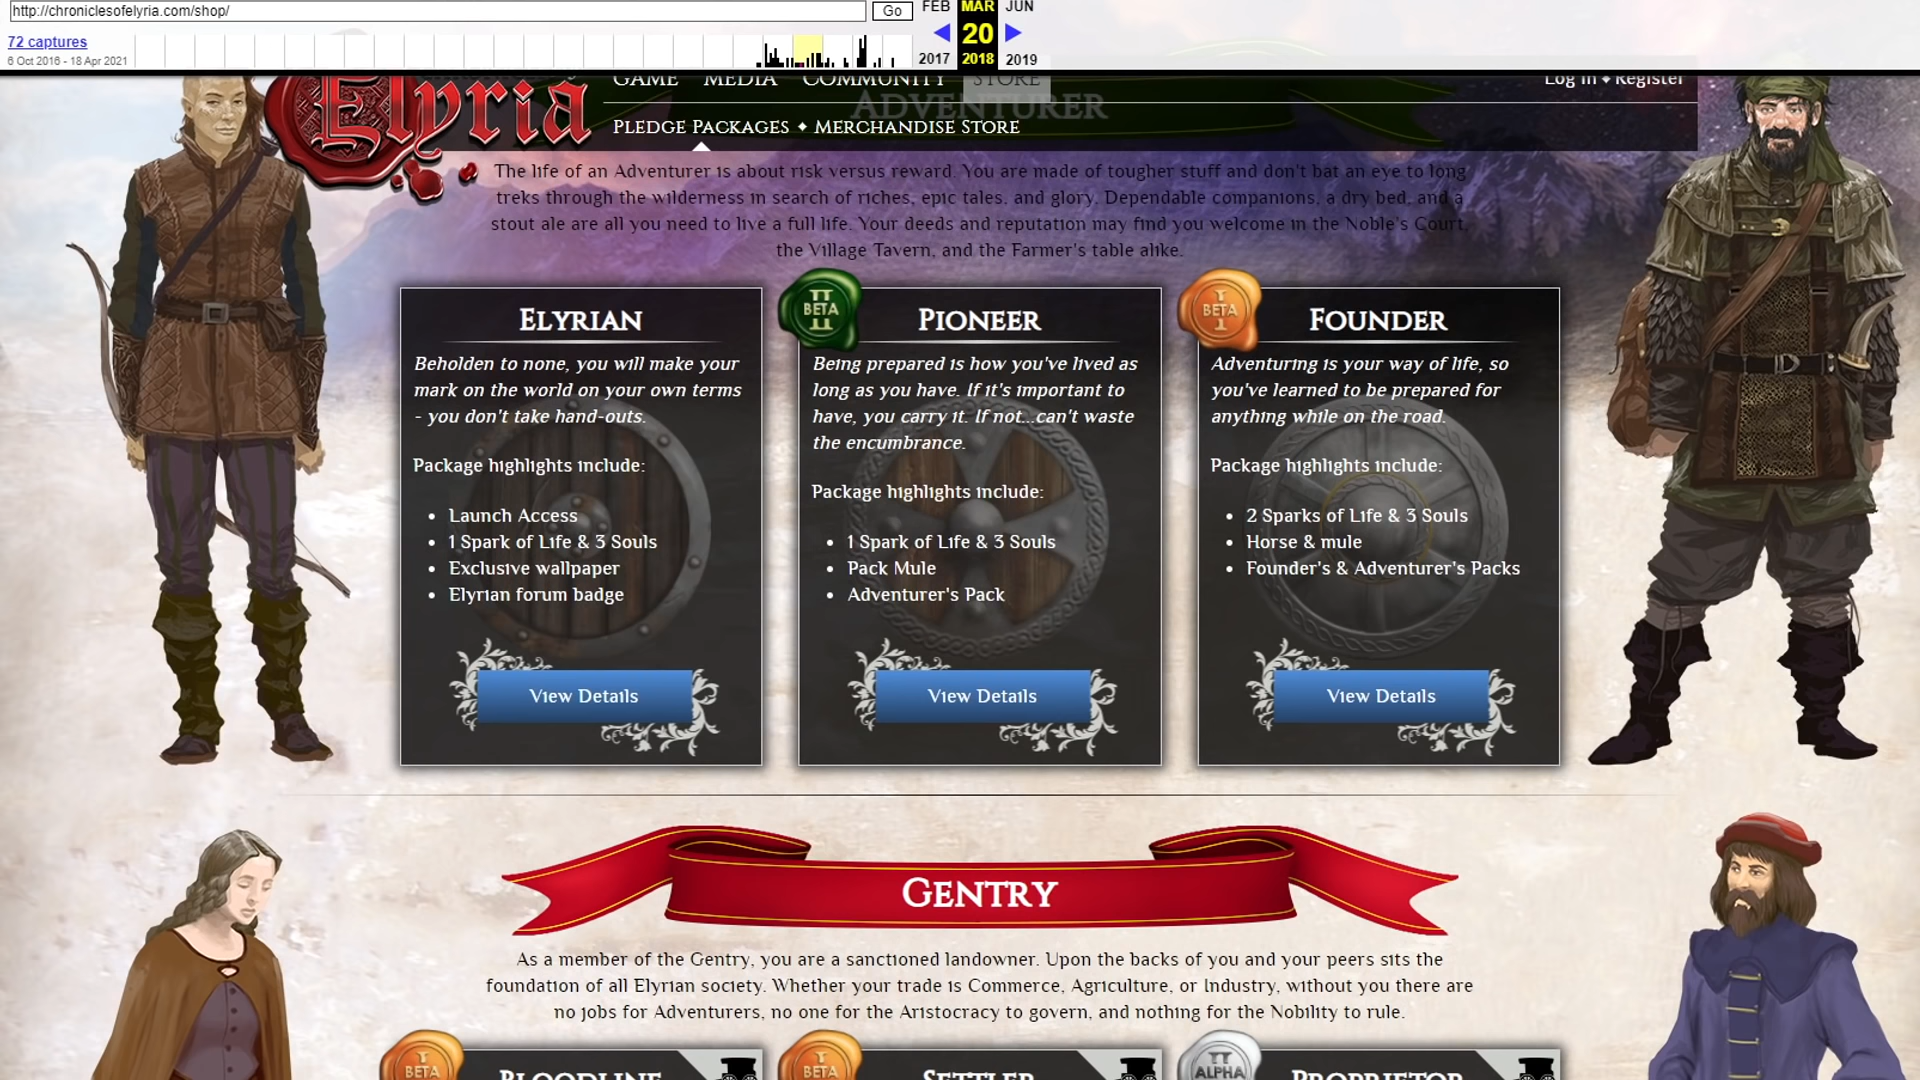 http://chroniclesofelyria.com/shop/
Go
FEB MAR JUN
20
2017 2018 2019
72 captures
6 Oct 2016 - 18 Apr 2021
Elyria
GAME MEDIA COMMUNITY STORE
Log In ♦ Register
ADVENTURER
PLEDGE PACKAGES ♦ MERCHANDISE STORE
The life of an Adventurer is about risk versus reward. You are made of tougher stuff and don't bat an eye to long
treks through the wilderness in search of riches, epic tales, and glory. Dependable companions, a dry bed, and a
stout ale are all you need to live a full life. Your deeds and reputation may find you welcome in the Noble's Court,
the Village Tavern, and the Farmer's table alike.
ELYRIAN
Beholden to none, you will make your
mark on the world on your own terms
- you don't take hand-outs.
Package highlights include:
• Launch Access
• 1 Spark of Life & 3 Souls
• Exclusive wallpaper
• Elyrian forum badge
View Details
II
BETA
II
PIONEER
Being prepared is how you've lived as
long as you have. If it's important to
have, you carry it. If not...can't waste
the encumbrance.
Package highlights include:
• 1 Spark of Life & 3 Souls
• Pack Mule
• Adventurer's Pack
View Details
I
BETA
I
FOUNDER
Adventuring is your way of life, so
you've learned to be prepared for
anything while on the road.
Package highlights include:
• 2 Sparks of Life & 3 Souls
• Horse & mule
• Founder's & Adventurer's Packs
View Details
GENTRY
As a member of the Gentry, you are a sanctioned landowner. Upon the backs of you and your peers sits the
foundation of all Elyrian society. Whether your trade is Commerce, Agriculture, or Industry, without you there are
no jobs for Adventurers, no one for the Aristocracy to govern, and nothing for the Nobility to rule.
I
BETA
BLOODLINE
I
BETA
SETTLER
II
ALPHA
PROPRIETOR